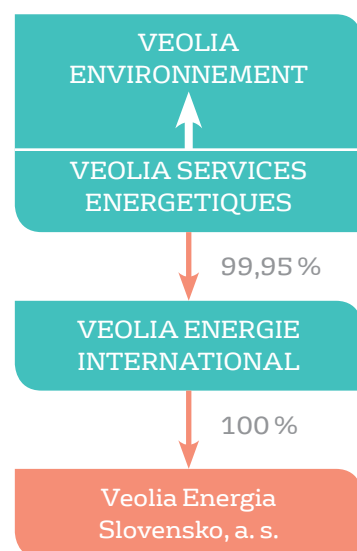 VEOLIA
ENVIRONNEMENT
VEOLIA SERVICES
ENERGETIQUES
99,95 %
VEOLIA ENERGIE
INTERNATIONAL
100 %
Veolia Energia
Slovensko, a. s.